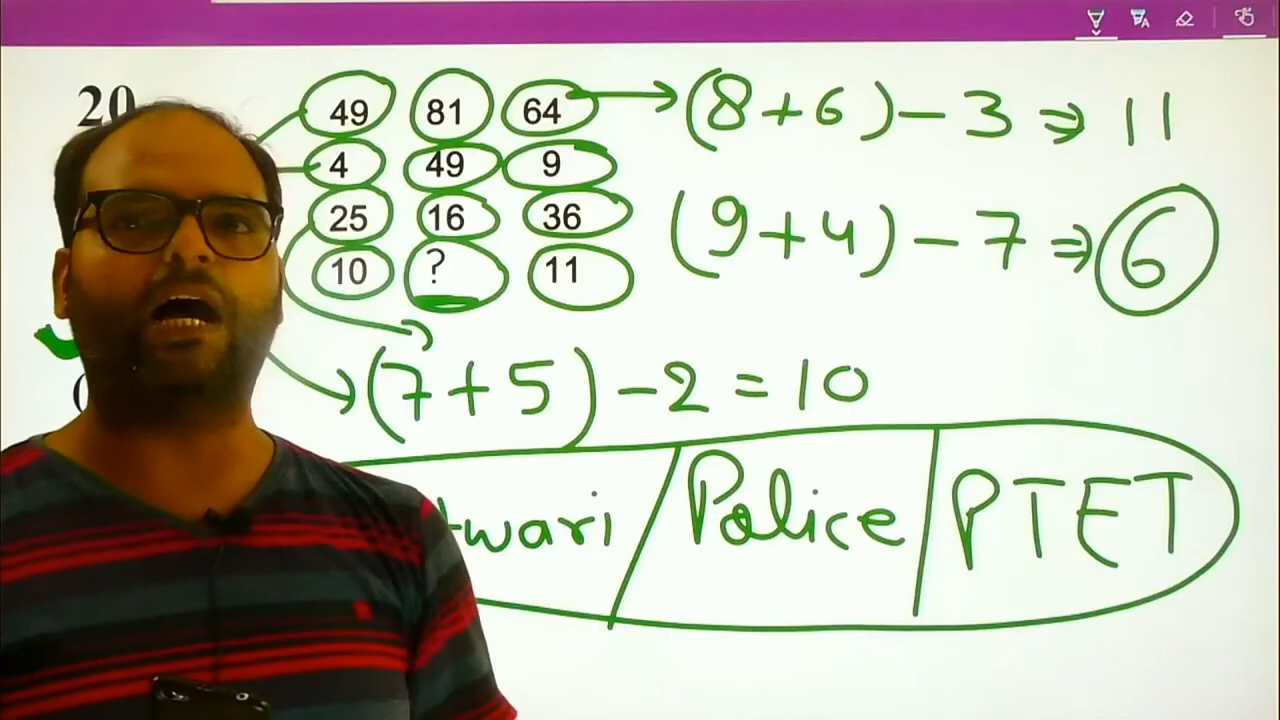 20
49 81 64 → (8+6)-3 ⇒ 11
4 49 9
25 16 36 (9+4)-7 ⇒ 6
10 ? 11
(7+5)-2=10
Police PTET